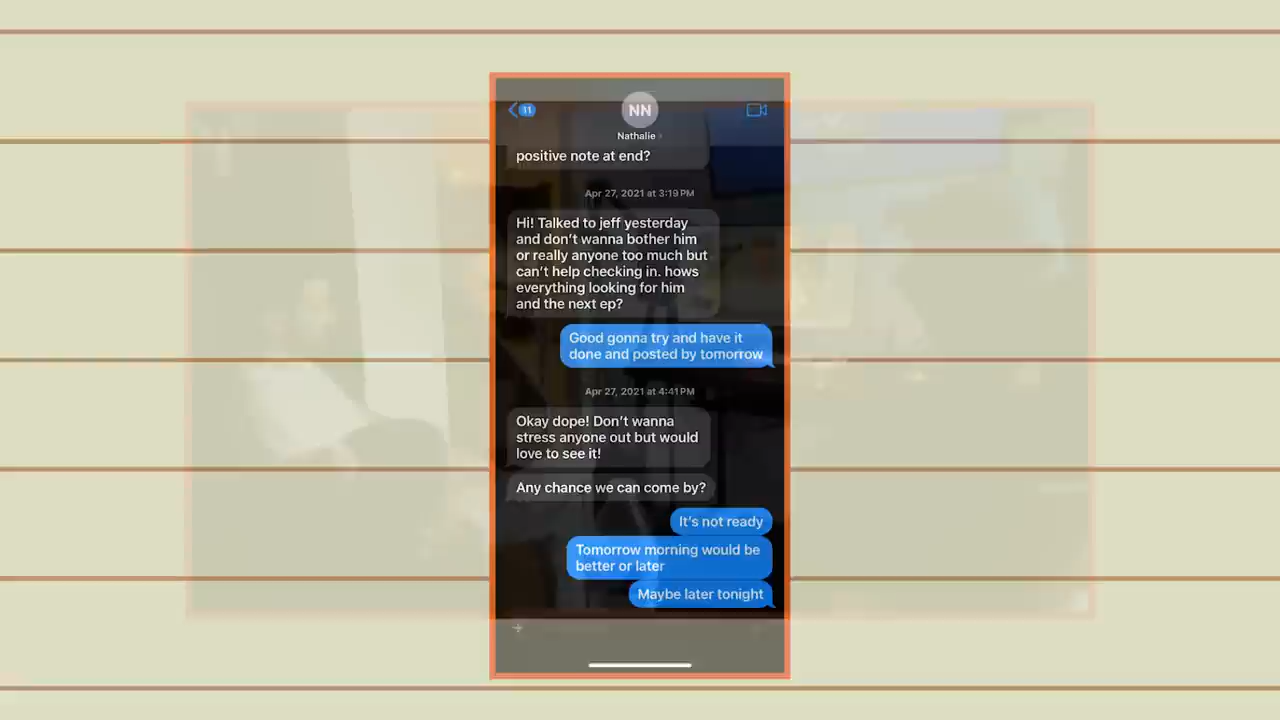 11
NN
Nathalie
positive note at end?
Apr 27, 2021 at 3:19 PM
Hi! Talked to jeff yesterday
and don't wanna bother him
or really anyone too much but
can't help checking in. hows
everything looking for him
and the next ep?
Good gonna try and have it
done and posted by tomorrow
Apr 27, 2021 at 4:41 PM
Okay dope! Don't wanna
stress anyone out but would
love to see it!
Any chance we can come by?
It's not ready
Tomorrow morning would be
better or later
Maybe later tonight